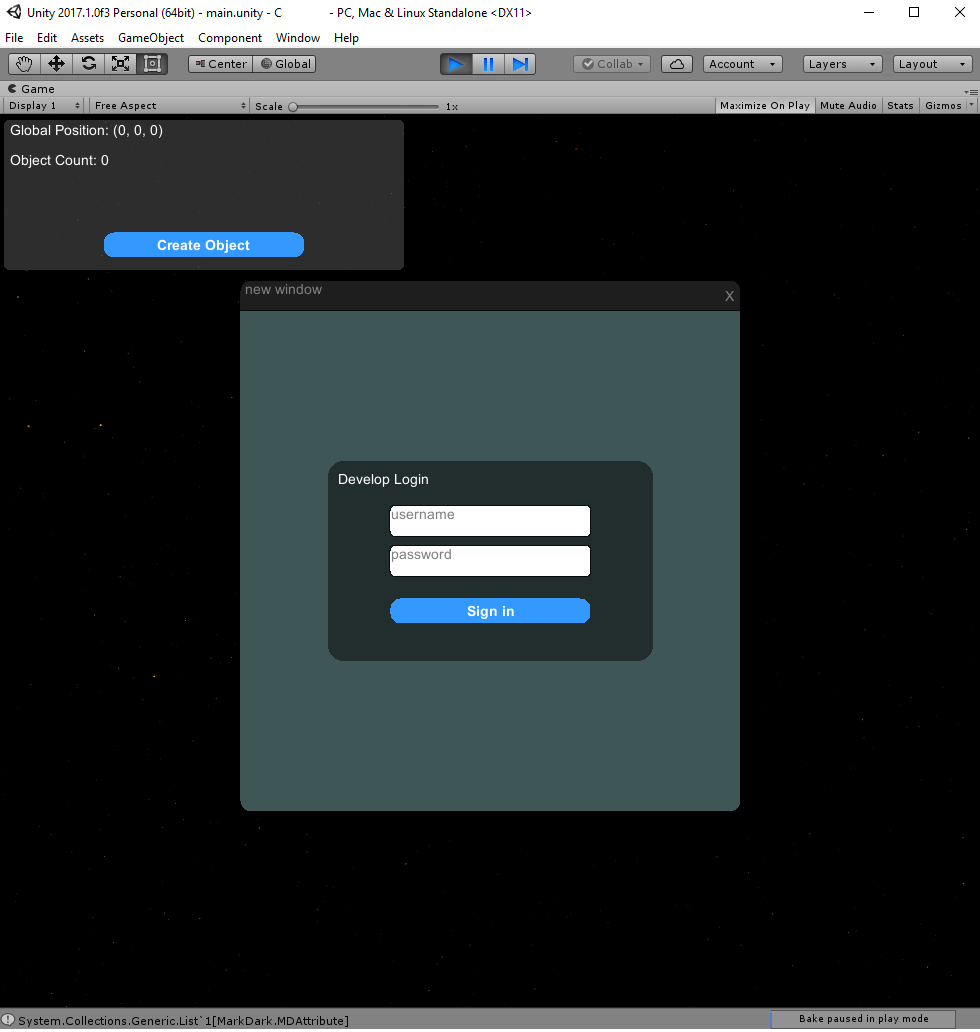 Unity 2017.1.0f3 Personal (64bit) - main.unity - C - PC, Mac & Linux Standalone <DX11>
File Edit Assets GameObject Component Window Help
Center Global Collab Account Layers Layout
Game
Display 1 Free Aspect Scale 1x Maximize On Play Mute Audio Stats Gizmos
Global Position: (0, 0, 0)
Object Count: 0
Create Object
new window X
Develop Login
username
password
Sign in
System.Collections.Generic.List`1[MarkDark.MDAttribute] Bake paused in play mode